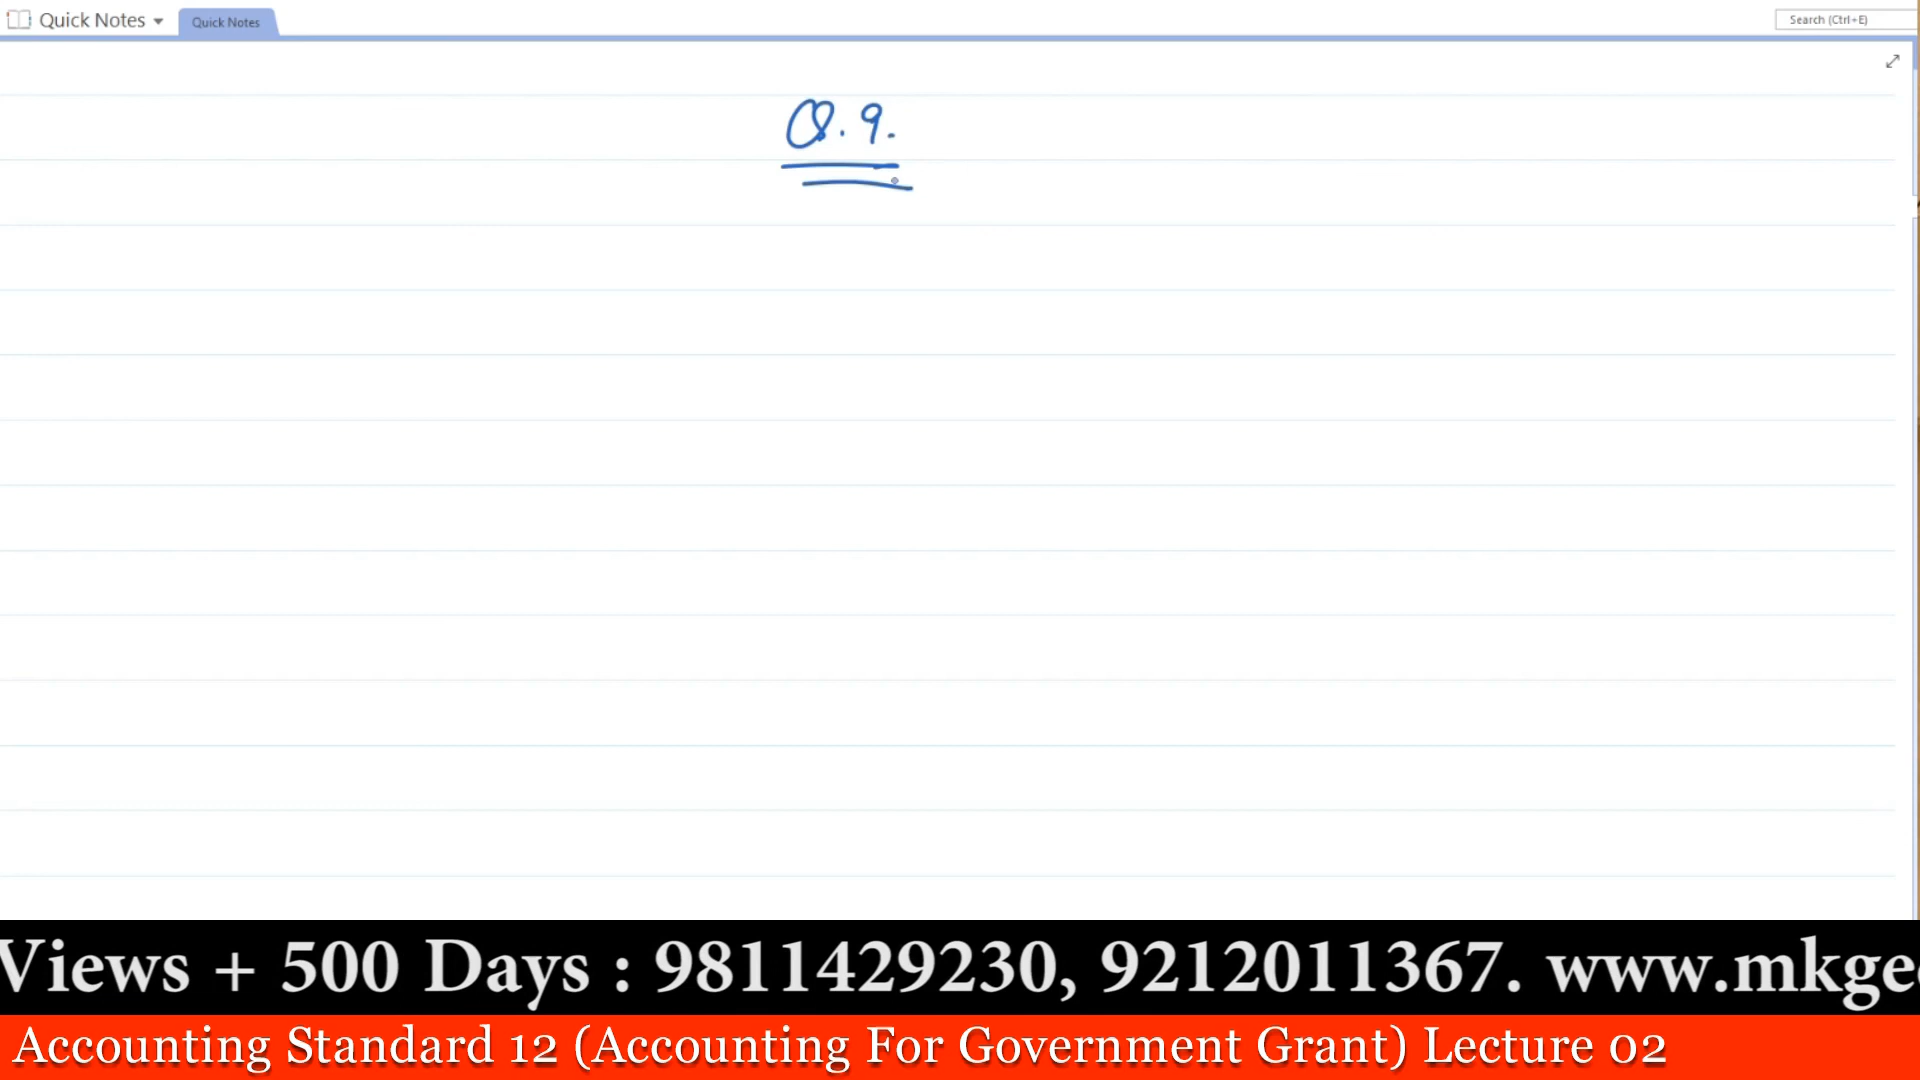 Quick Notes
Quick Notes
Search (Ctrl+E)
Q.9.
Views + 500 Days : 9811429230, 9212011367. www.mkge
Accounting Standard 12 (Accounting For Government Grant) Lecture 02